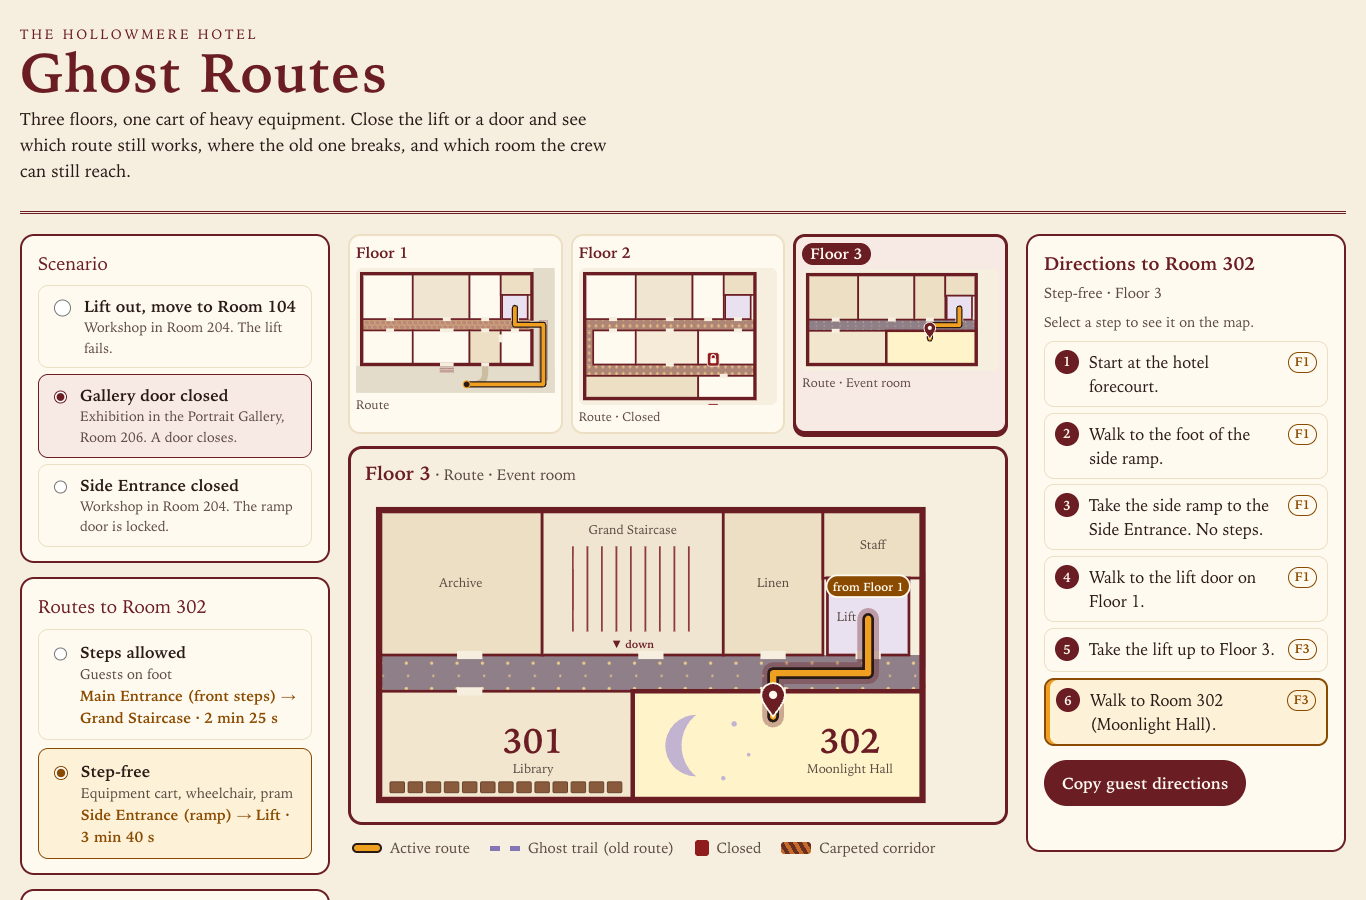 THE HOLLOWMERE HOTEL
Ghost Routes
Three floors, one cart of heavy equipment. Close the lift or a door and see
which route still works, where the old one breaks, and which room the crew
can still reach.
Scenario
Lift out, move to Room 104
Workshop in Room 204. The lift
fails.
Gallery door closed
Exhibition in the Portrait Gallery,
Room 206. A door closes.
Side Entrance closed
Workshop in Room 204. The ramp
door is locked.
Routes to Room 302
Steps allowed
Guests on foot
Main Entrance (front steps) →
Grand Staircase · 2 min 25 s
Step-free
Equipment cart, wheelchair, pram
Side Entrance (ramp) → Lift ·
3 min 40 s
Floor 1
Route
Floor 2
Route · Closed
Floor 3
Route · Event room
Floor 3 · Route · Event room
Archive
Grand Staircase
▼ down
Linen
Staff
from Floor 1
Lift
301
Library
302
Moonlight Hall
Active route
Ghost trail (old route)
Closed
Carpeted corridor
Directions to Room 302
Step-free · Floor 3
Select a step to see it on the map.
1 Start at the hotel F1
forecourt.
2 Walk to the foot of the F1
side ramp.
3 Take the side ramp to the F1
Side Entrance. No steps.
4 Walk to the lift door on F1
Floor 1.
5 Take the lift up to Floor 3. F3
6 Walk to Room 302 F3
(Moonlight Hall).
Copy guest directions